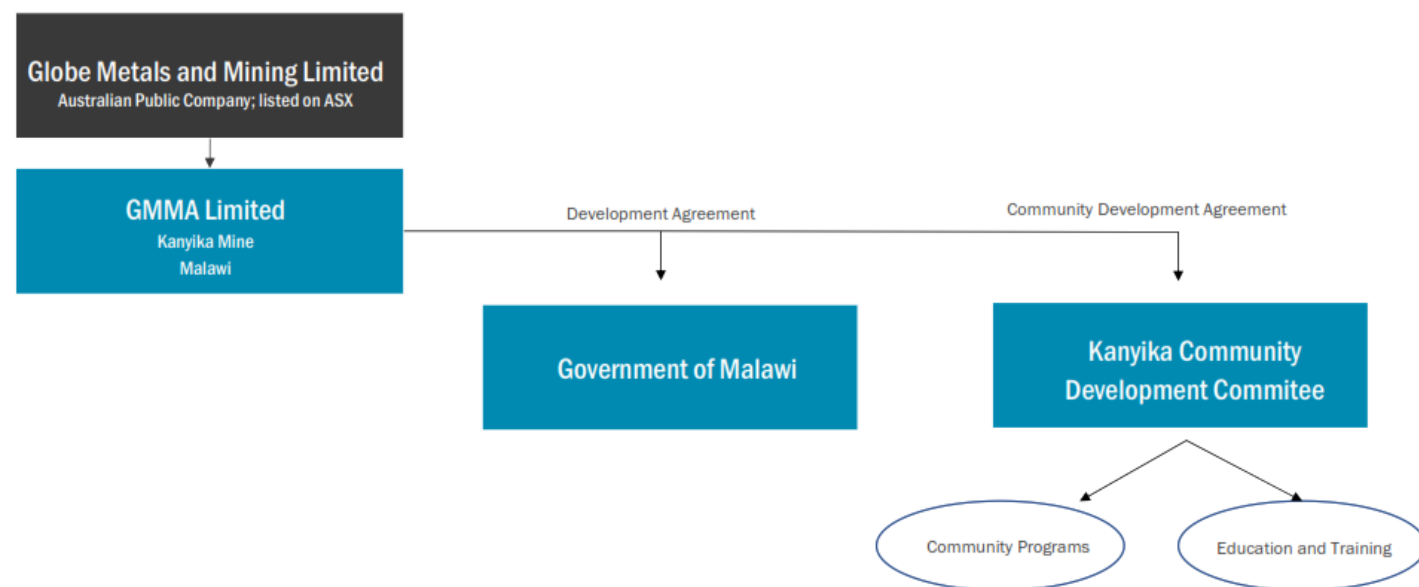 Globe Metals and Mining Limited
Australian Public Company; listed on ASX
GMMA Limited
Kanyika Mine
Malawi
Development Agreement
Community Development Agreement
Government of Malawi
Kanyika Community
Development Commitee
Community Programs
Education and Training